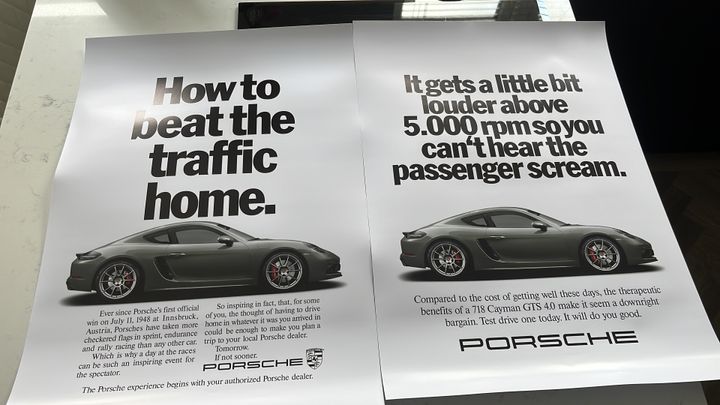 How to
beat the
traffic
home.
Ever since Porsche's first official
win on July 11, 1948 at Innsbruck,
Austria, Porsches have taken more
checkered flags in sprint, endurance
and rally racing than any other car.
Which is why a day at the races
can be such an inspiring event for
the spectator.
So inspiring in fact, that, for some
of you, the thought of having to drive
home in whatever it was you arrived in
could be enough to make you plan a
trip to your local Porsche dealer.
Tomorrow.
If not sooner.
PORSCHE
The Porsche experience begins with your authorized Porsche dealer.
It gets a little bit
louder above
5.000 rpm so you
can't hear the
passenger scream.
Compared to the cost of getting well these days, the therapeutic
benefits of a 718 Cayman GTS 4.0 make it seem a downright
bargain. Test drive one today. It will do you good.
PORSCHE